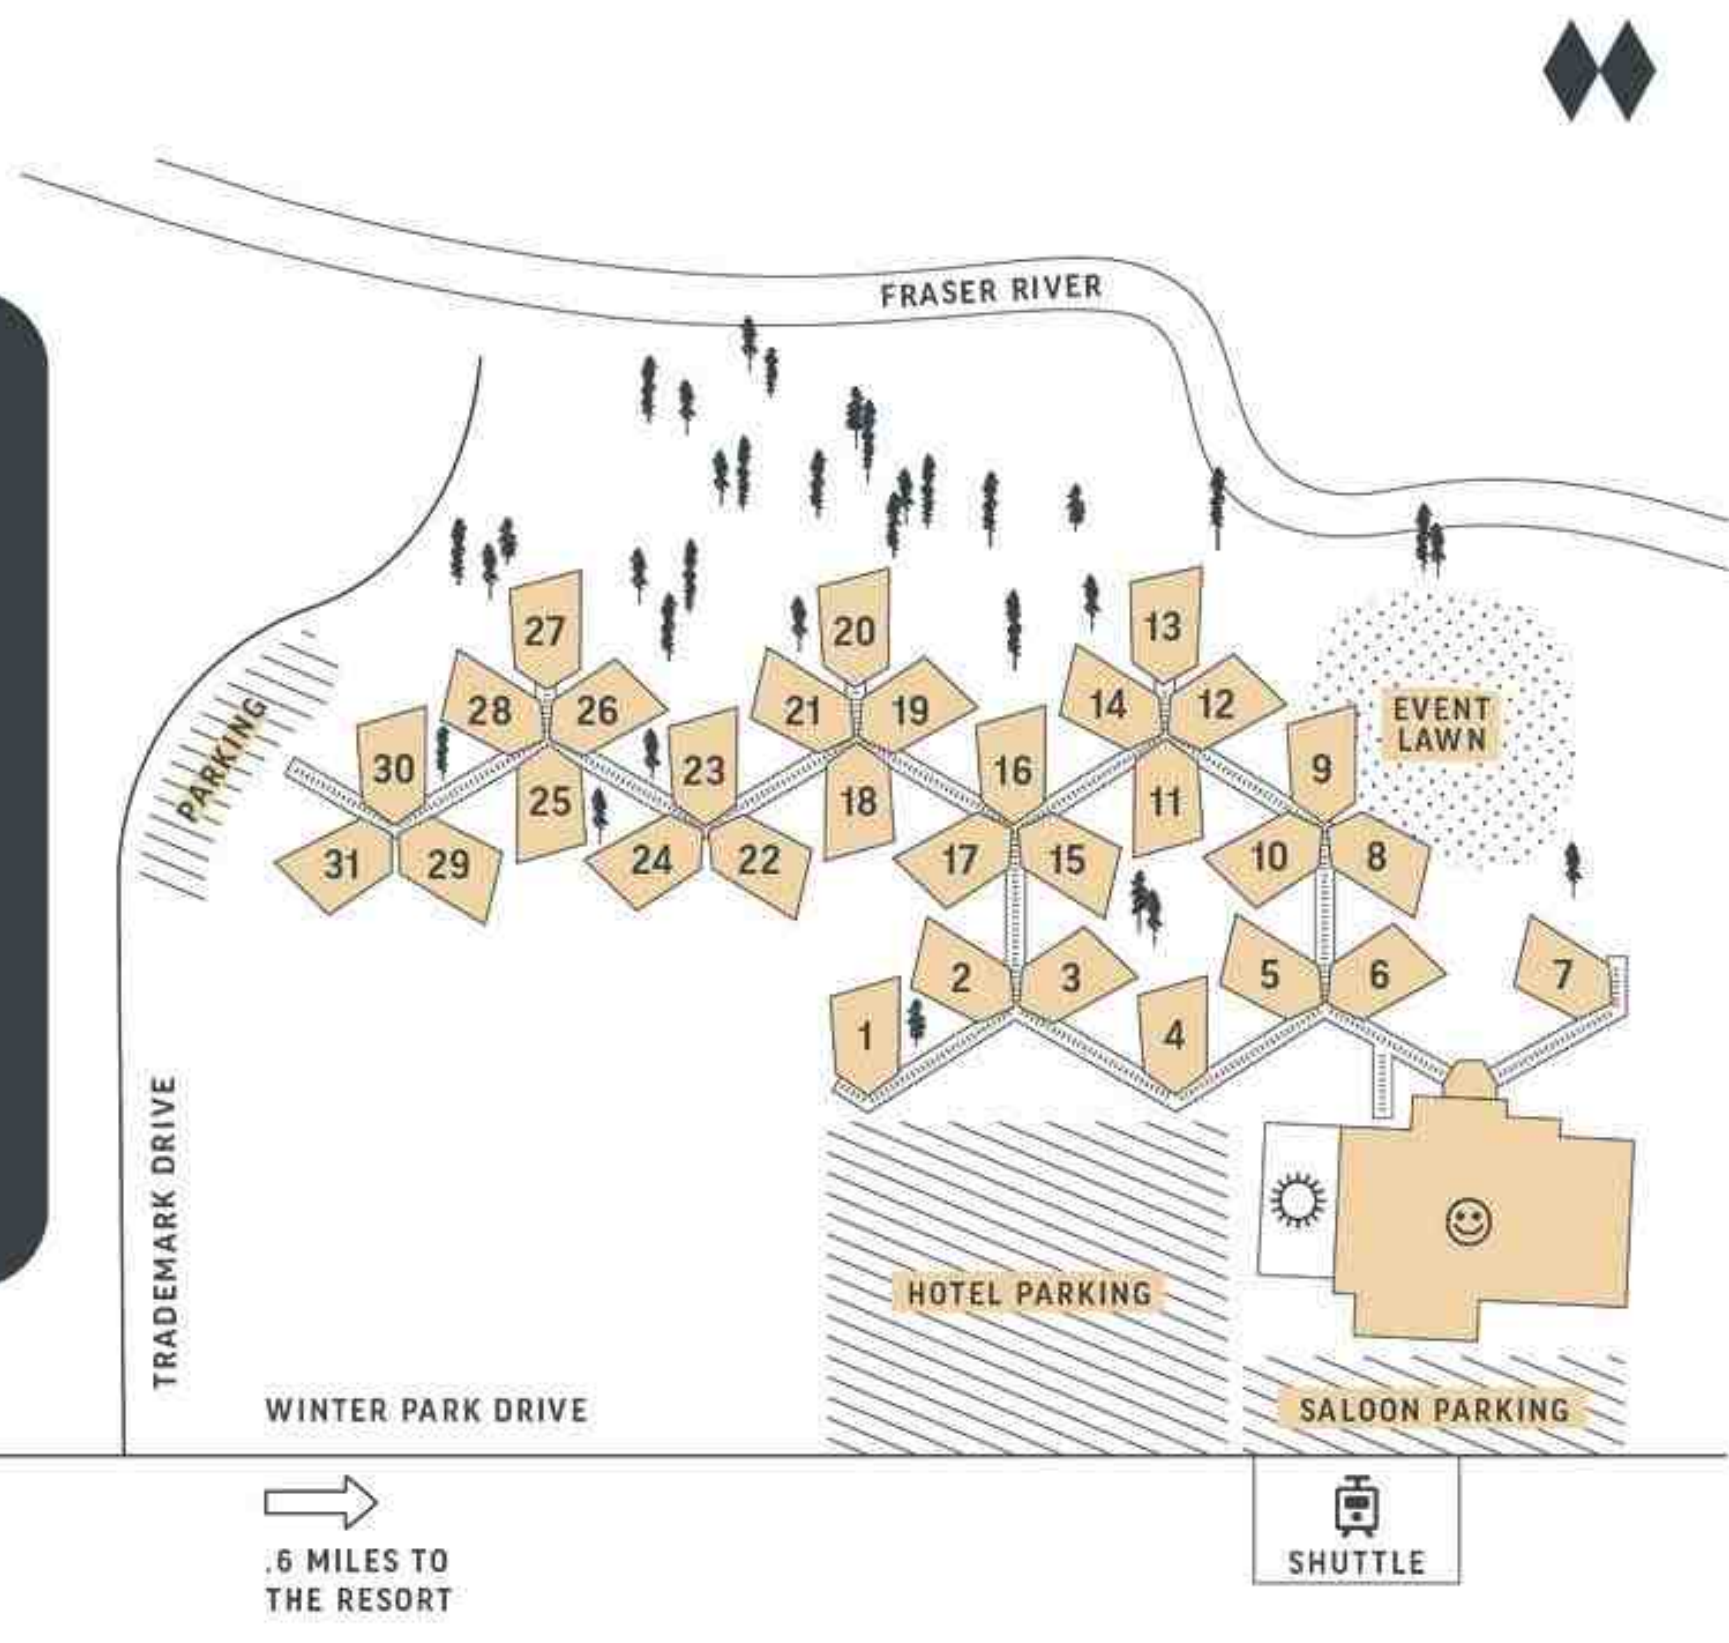 FRASER RIVER
27
20
13
28
26
21
19
14
12
EVENT
LAWN
PARKING
30
23
16
9
25
18
11
31
29
24
22
17
15
10
8
2
3
5
6
7
1
4
TRADEMARK DRIVE
HOTEL PARKING
WINTER PARK DRIVE
SALOON PARKING
.6 MILES TO
THE RESORT
SHUTTLE